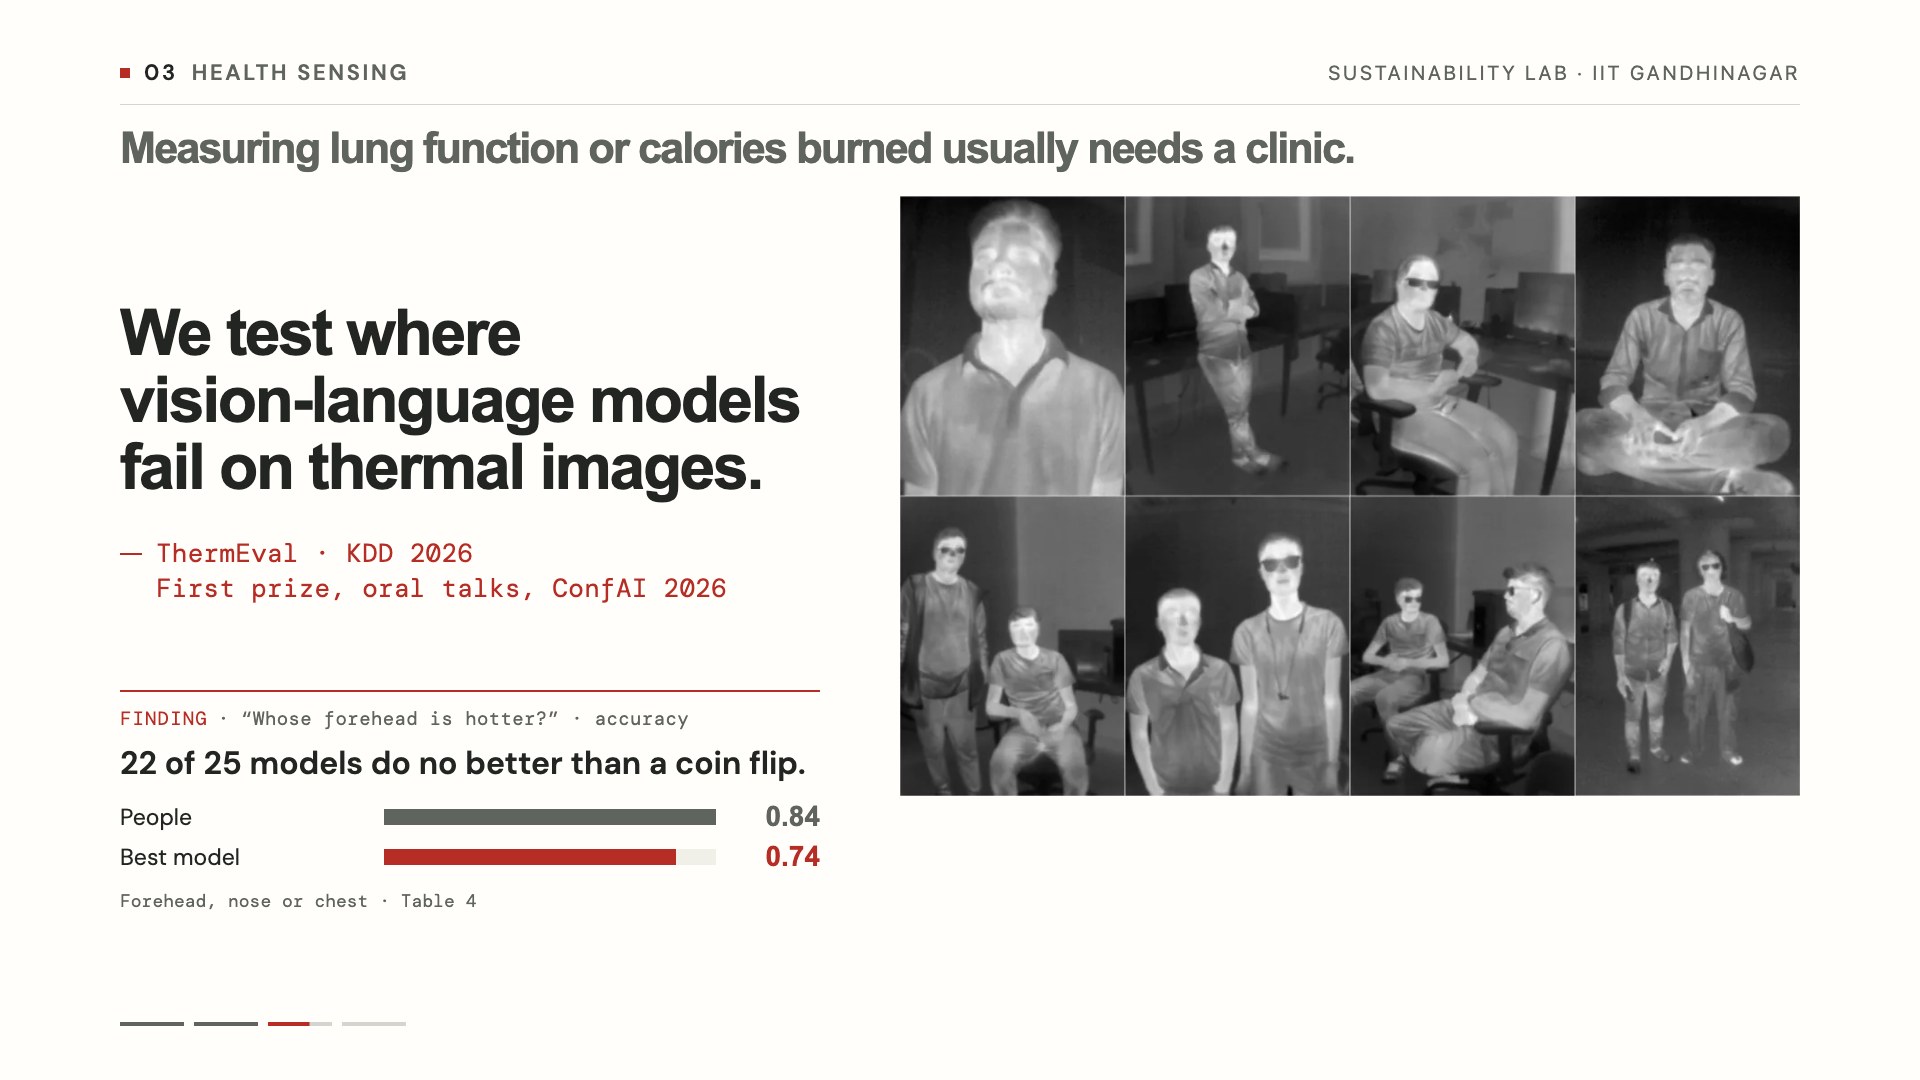 03 HEALTH SENSING
SUSTAINABILITY LAB · IIT GANDHINAGAR
Measuring lung function or calories burned usually needs a clinic.
We test where
vision-language models
fail on thermal images.
— ThermEval · KDD 2026
First prize, oral talks, ConfAI 2026
FINDING · “Whose forehead is hotter?” · accuracy
22 of 25 models do no better than a coin flip.
People 0.84
Best model 0.74
Forehead, nose or chest · Table 4